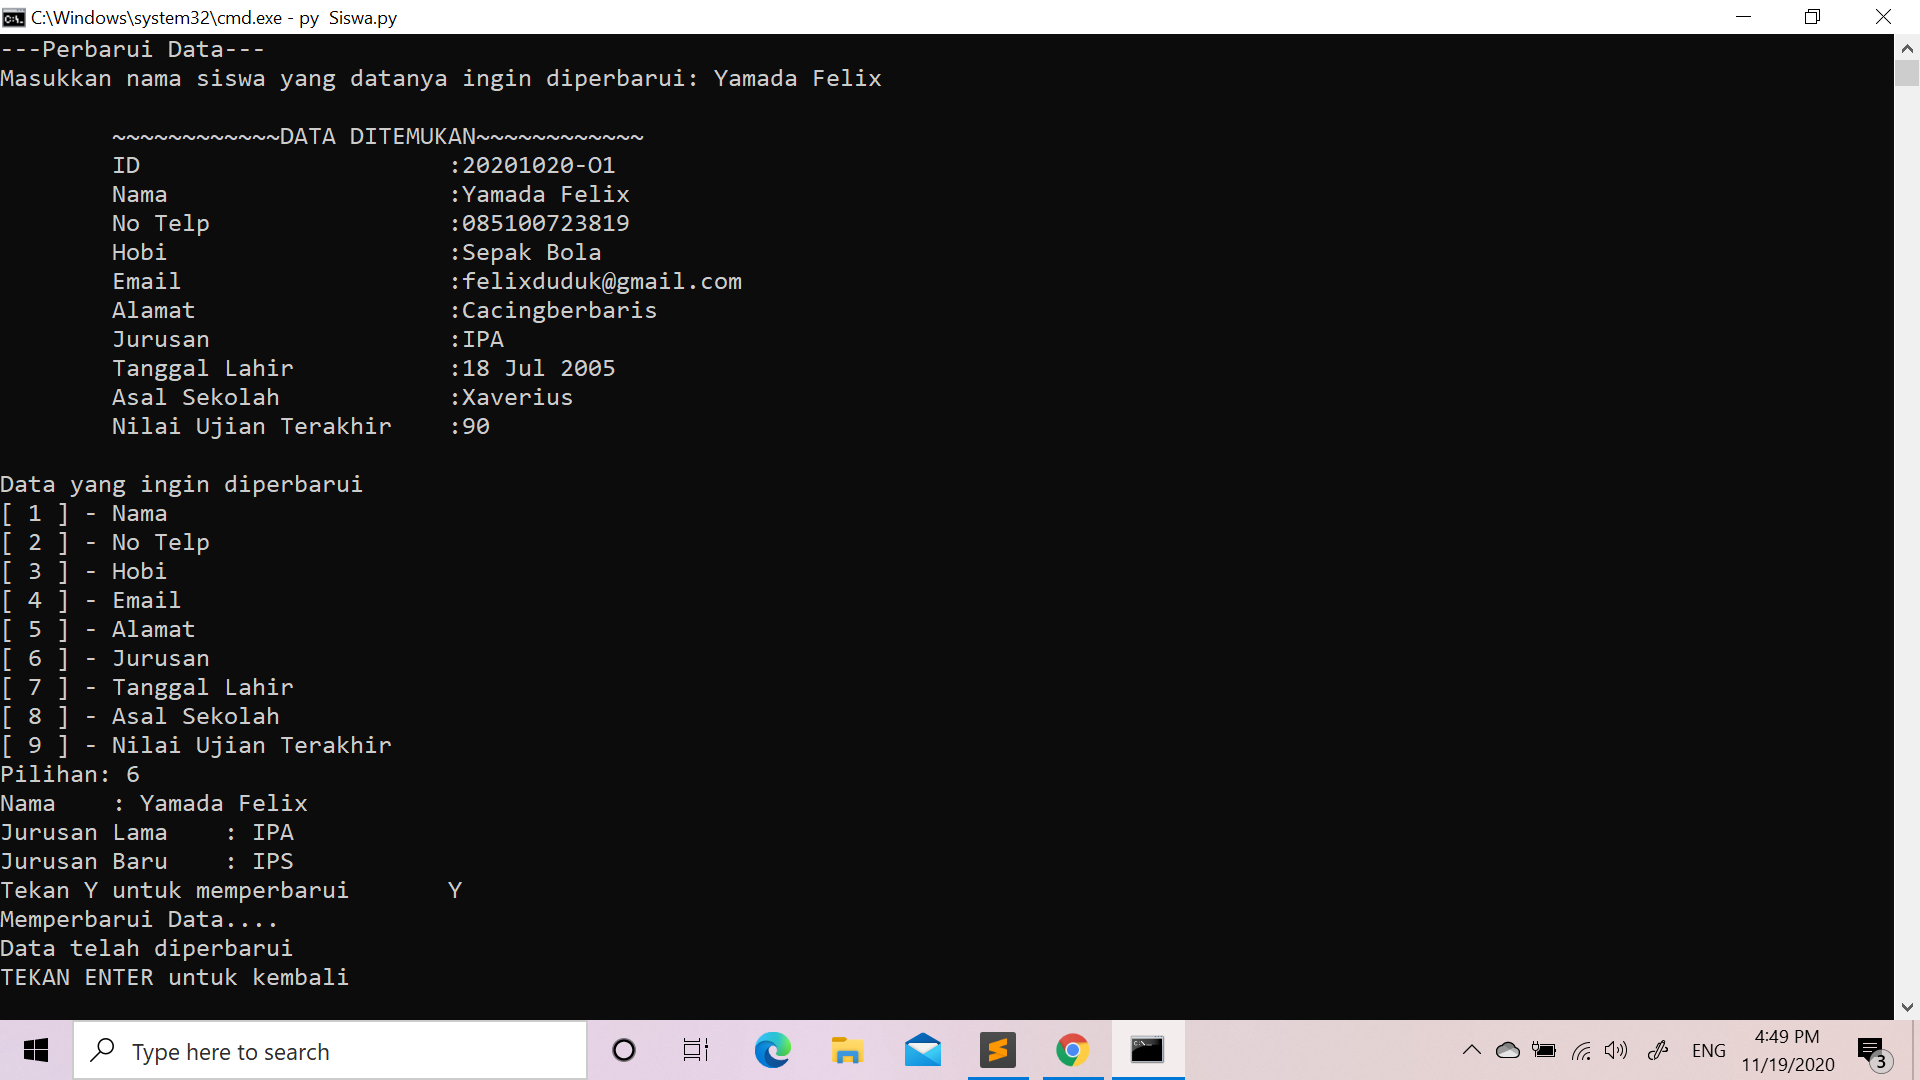 C:\Windows\system32\cmd.exe - py  Siswa.py
---Perbarui Data---
Masukkan nama siswa yang datanya ingin diperbarui: Yamada Felix
~~~~~~~~~~~~DATA DITEMUKAN~~~~~~~~~~~~
ID :20201020-O1
Nama :Yamada Felix
No Telp :085100723819
Hobi :Sepak Bola
Email :felixduduk@gmail.com
Alamat :Cacingberbaris
Jurusan :IPA
Tanggal Lahir :18 Jul 2005
Asal Sekolah :Xaverius
Nilai Ujian Terakhir :90
Data yang ingin diperbarui
[ 1 ] - Nama
[ 2 ] - No Telp
[ 3 ] - Hobi
[ 4 ] - Email
[ 5 ] - Alamat
[ 6 ] - Jurusan
[ 7 ] - Tanggal Lahir
[ 8 ] - Asal Sekolah
[ 9 ] - Nilai Ujian Terakhir
Pilihan: 6
Nama : Yamada Felix
Jurusan Lama : IPA
Jurusan Baru : IPS
Tekan Y untuk memperbarui Y
Memperbarui Data....
Data telah diperbarui
TEKAN ENTER untuk kembali
Type here to search
ENG
4:49 PM
11/19/2020
3